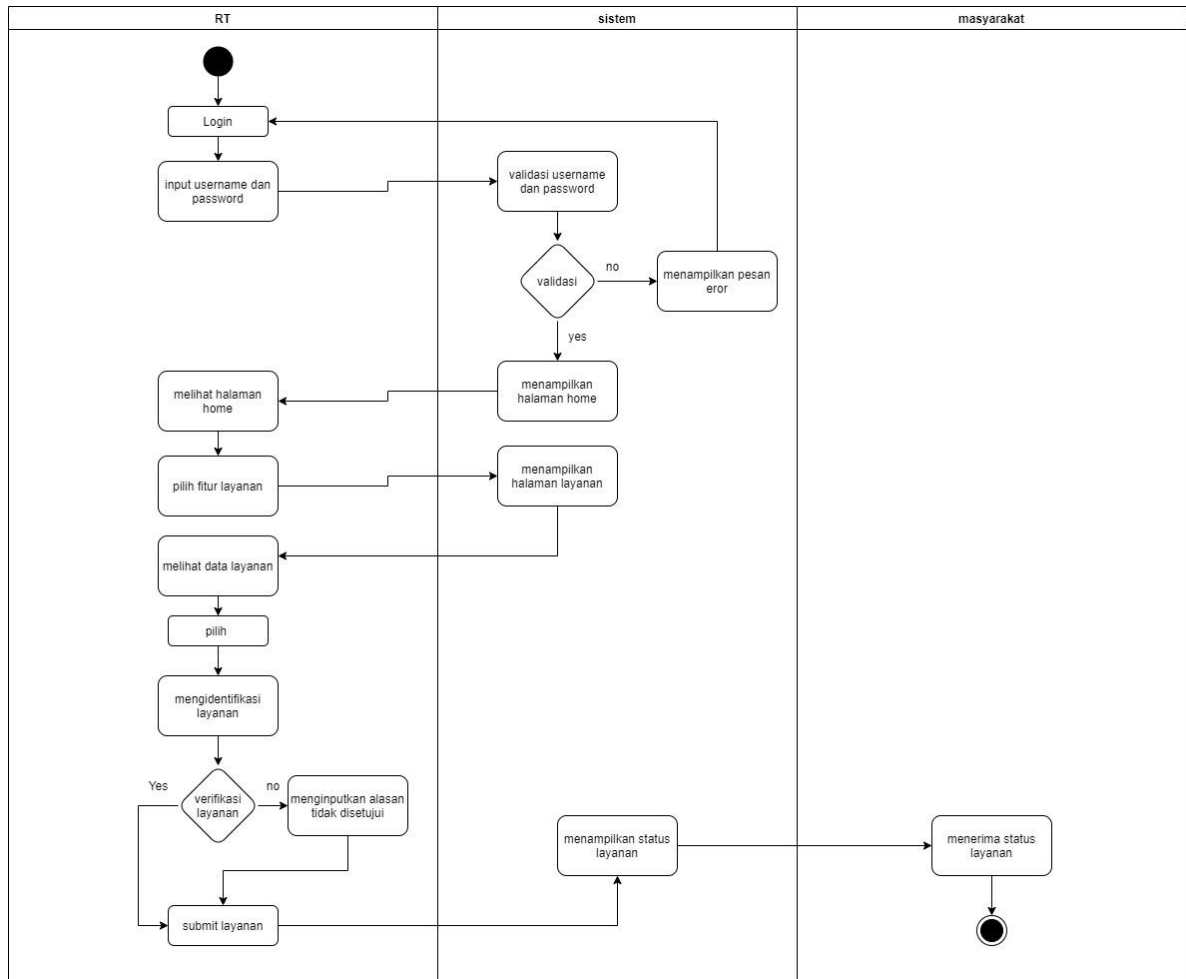 RT
sistem
masyarakat
Login
input username dan
password
validasi username
dan password
validasi
no
menampilkan pesan
eror
yes
menampilkan
halaman home
melihat halaman
home
pilih fitur layanan
menampilkan
halaman layanan
melihat data layanan
pilih
mengidentifikasi
layanan
Yes
verifikasi
layanan
no
menginputkan alasan
tidak disetujui
submit layanan
menampilkan status
layanan
menerima status
layanan